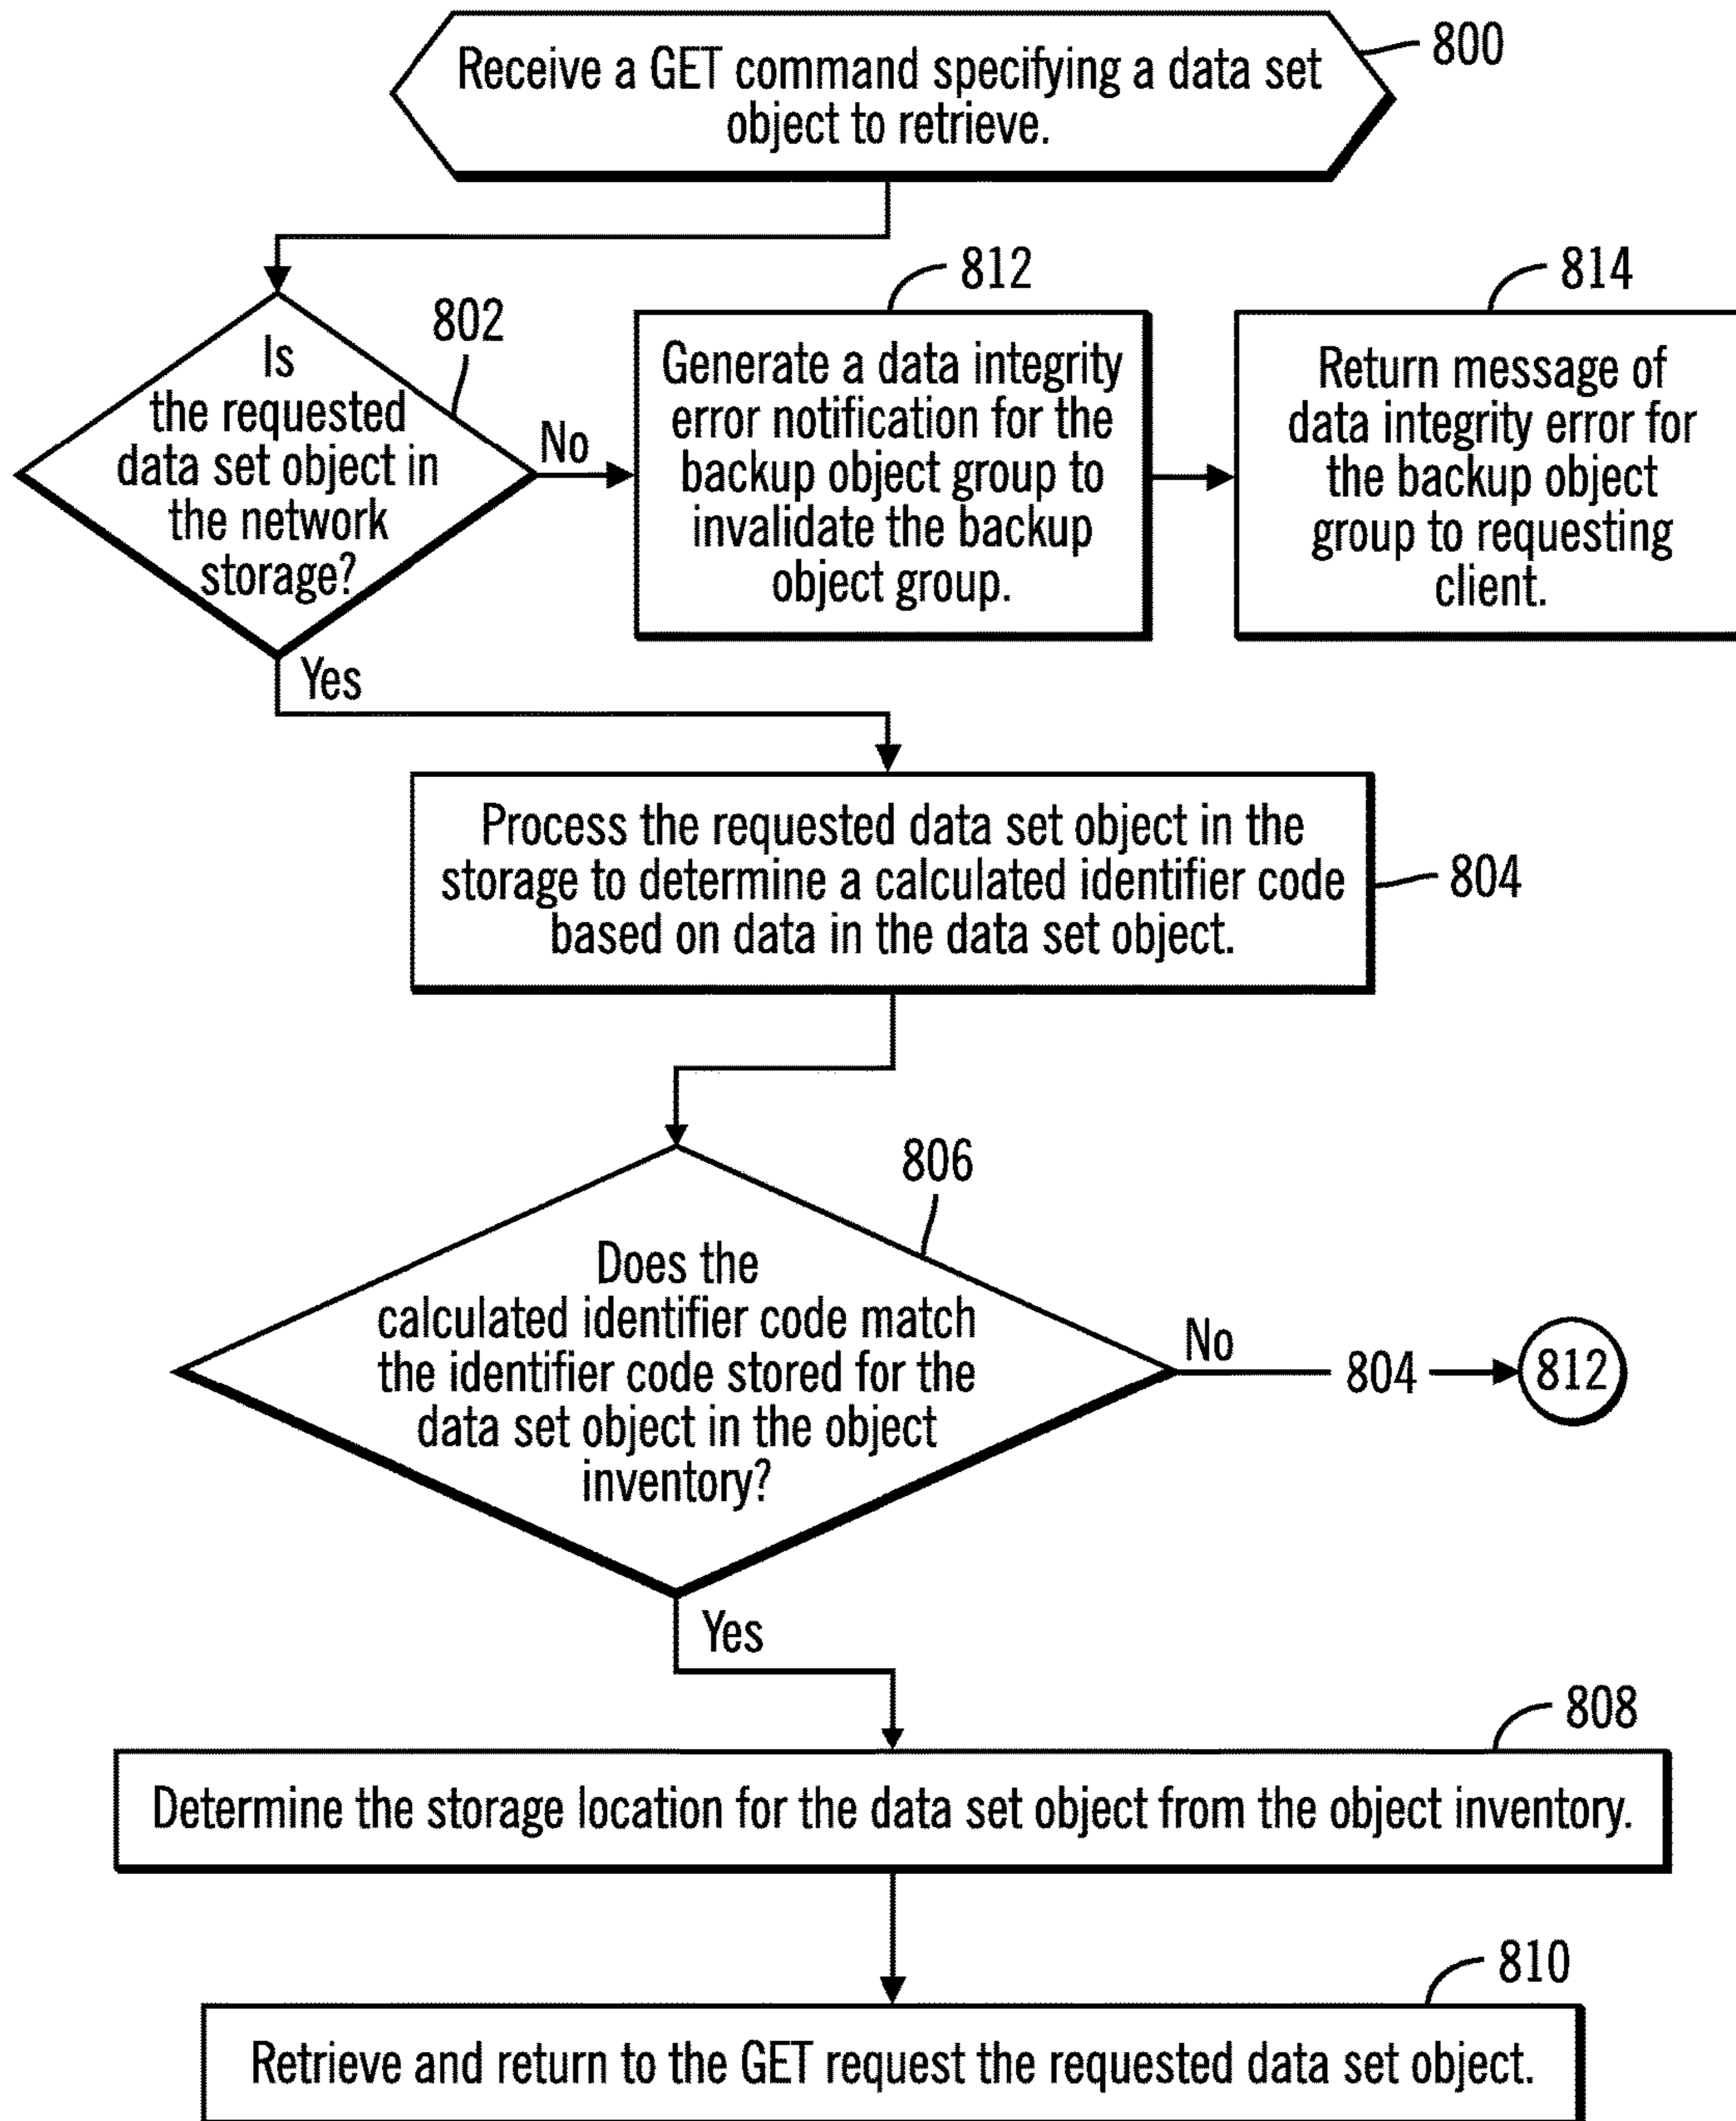 Receive a GET command specifying a data set
object to retrieve.
800
Is
the requested
data set object in
the network
storage?
802
No
Yes
812
Generate a data integrity
error notification for the
backup object group to
invalidate the backup
object group.
814
Return message of
data integrity error for
the backup object
group to requesting
client.
Process the requested data set object in the
storage to determine a calculated identifier code
based on data in the data set object.
804
806
Does the
calculated identifier code match
the identifier code stored for the
data set object in the object
inventory?
No
804
812
Yes
808
Determine the storage location for the data set object from the object inventory.
810
Retrieve and return to the GET request the requested data set object.